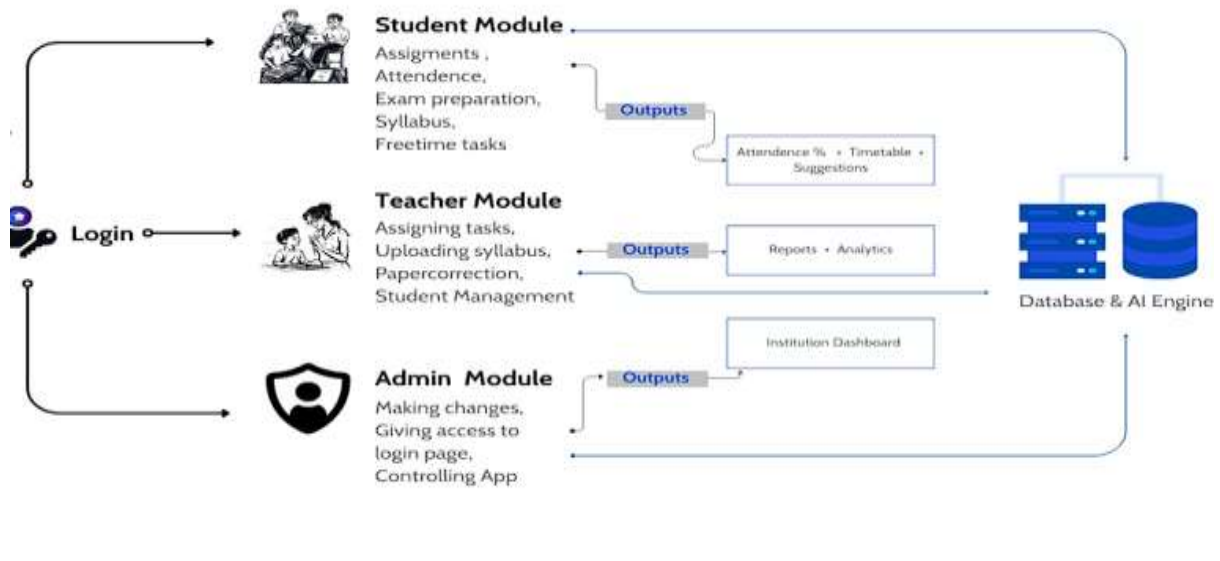 Student Module
Assigments ,
Attendence,
Exam preparation,
Syllabus,
Freetime tasks
Outputs
Attendence % • Timetable •
Suggestions
Login
Teacher Module
Assigning tasks,
Uploading syllabus,
Papercorrection,
Student Management
Outputs
Reports • Analytics
Database & AI Engine
Admin Module
Making changes,
Giving access to
login page,
Controlling App
Outputs
Institution Dashboard